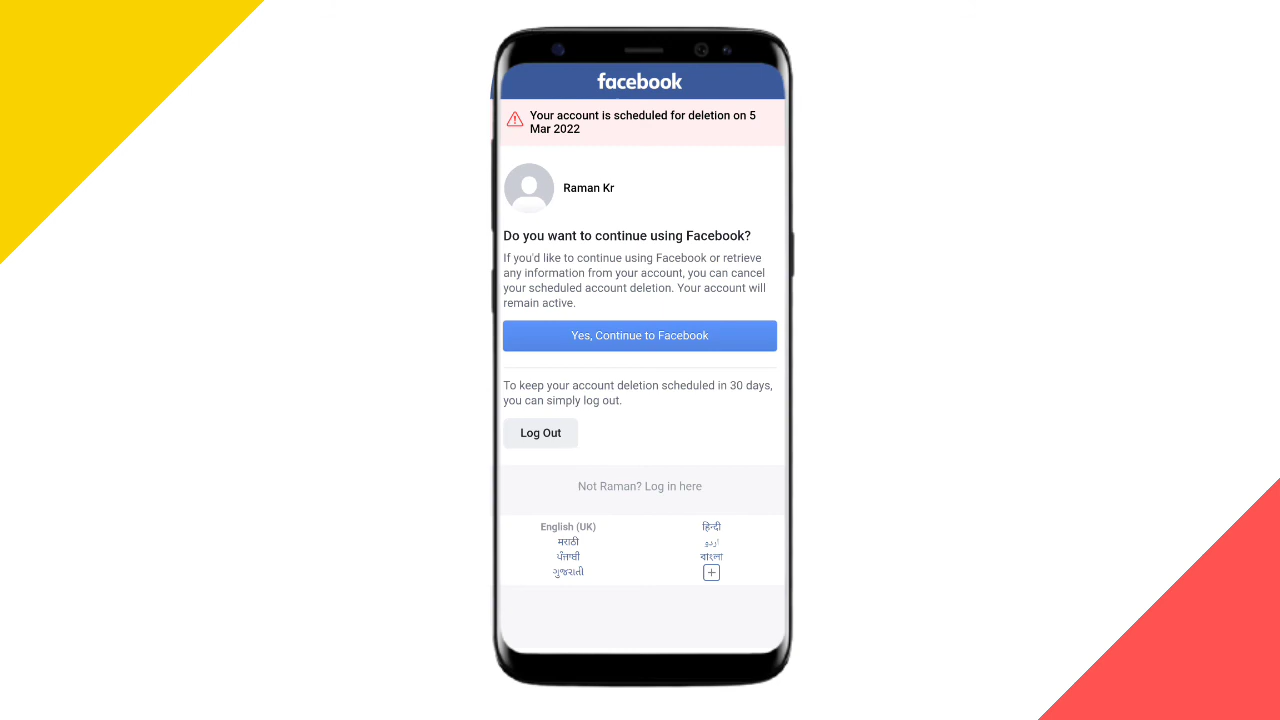 facebook
Your account is scheduled for deletion on 5
Mar 2022
Raman Kr
Do you want to continue using Facebook?
If you'd like to continue using Facebook or retrieve
any information from your account, you can cancel
your scheduled account deletion. Your account will
remain active.
Yes, Continue to Facebook
To keep your account deletion scheduled in 30 days,
you can simply log out.
Log Out
Not Raman? Log in here
English (UK) हिन्दी
मराठी اردو
ਪੰਜਾਬੀ বাংলা
ગુજરાતી